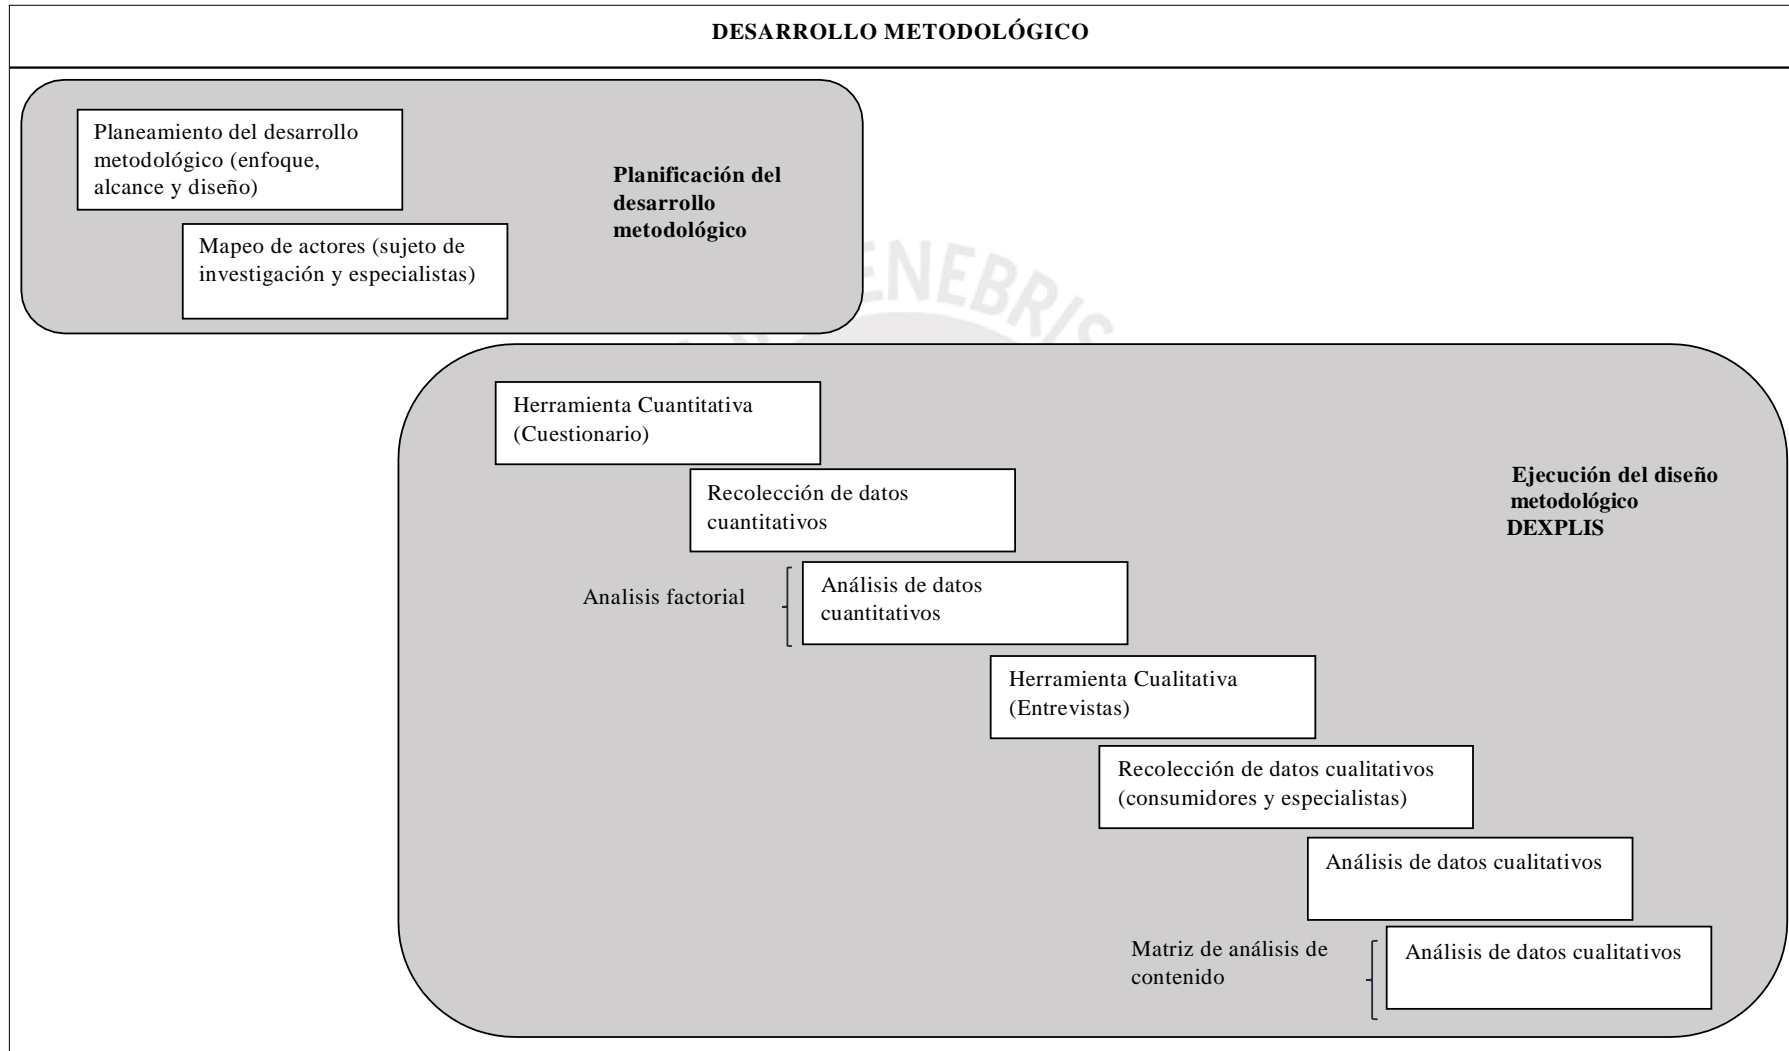 DESARROLLO METODOLÓGICO
Planeamiento del desarrollo
metodológico (enfoque,
alcance y diseño)
Planificación del
desarrollo
metodológico
Mapeo de actores (sujeto de
investigación y especialistas)
ENEBRIS
Herramienta Cuantitativa
(Cuestionario)
Recolección de datos
cuantitativos
Ejecución del diseño
metodológico
DEXPLIS
Analisis factorial
Análisis de datos
cuantitativos
Herramienta Cualitativa
(Entrevistas)
Recolección de datos cualitativos
(consumidores y especialistas)
Análisis de datos cualitativos
Matriz de análisis de
contenido
Análisis de datos cualitativos